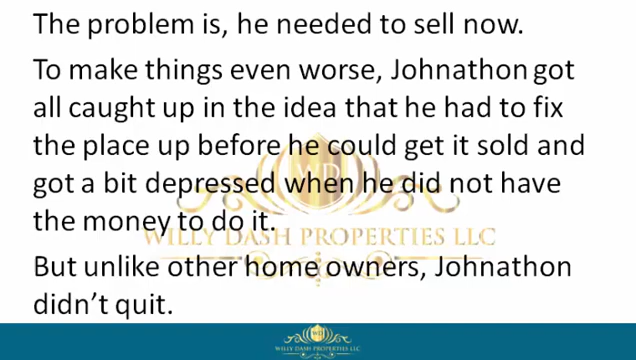 The problem is, he needed to sell now.
To make things even worse, Johnathon got
all caught up in the idea that he had to fix
the place up before he could get it sold and
got a bit depressed when he did not have
the money to do it.
WILLY DASH PROPERTIES LLC
But unlike other home owners, Johnathon
didn't quit.
WILLY DASH PROPERTIES LLC